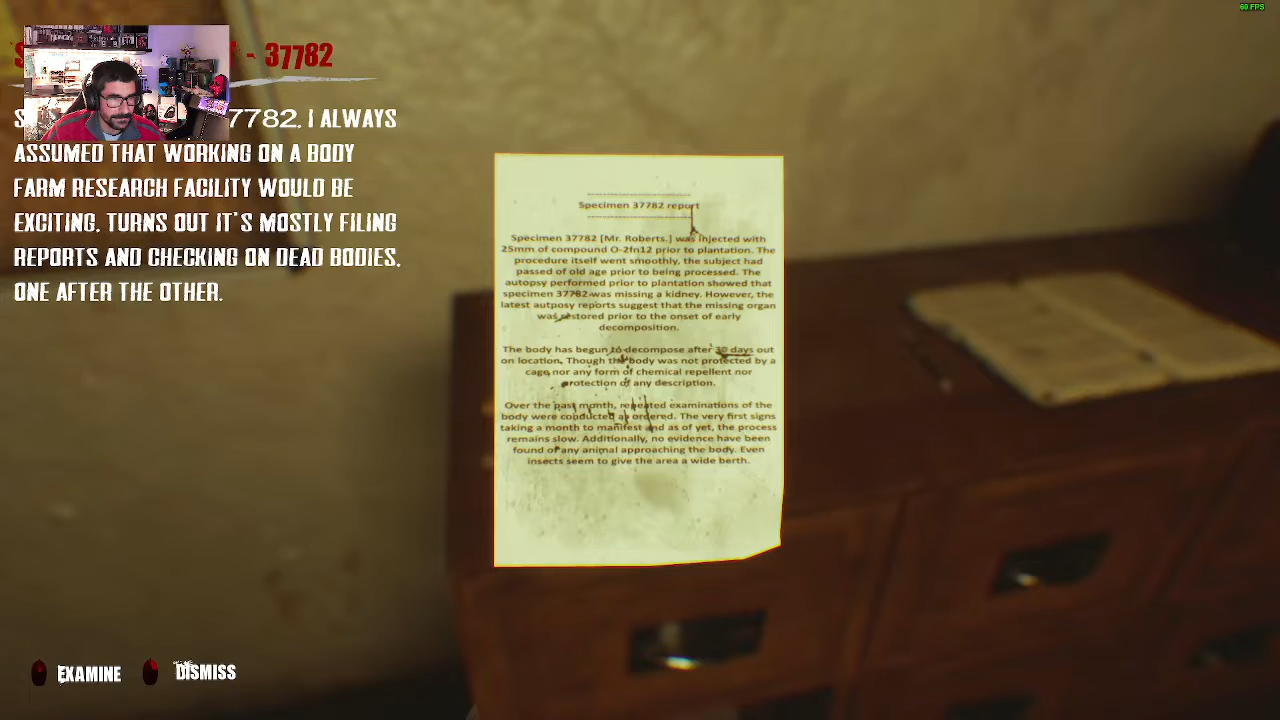 60 FPS
- 37782
7782. I ALWAYS
ASSUMED THAT WORKING ON A BODY
FARM RESEARCH FACILITY WOULD BE
EXCITING. TURNS OUT IT'S MOSTLY FILING
REPORTS AND CHECKING ON DEAD BODIES.
ONE AFTER THE OTHER.
Specimen 37782 report
Specimen 37782 [Mr. Roberts.] was injected with
25mm of compound O-2fn12 prior to plantation. The
procedure itself went smoothly, the subject had
passed of old age prior to being processed. The
autopsy performed prior to plantation showed that
specimen 37782 was missing a kidney. However, the
latest autposy reports suggest that the missing organ
was restored prior to the onset of early
decomposition.
The body has begun to decompose after 30 days out
on location. Though the body was not protected by a
cage nor any form of chemical repellent nor
protection of any description.
Over the past month, repeated examinations of the
body were conducted as ordered. The very first signs
taking a month to manifest and as of yet, the process
remains slow. Additionally, no evidence have been
found of any animal approaching the body. Even
insects seem to give the area a wide berth.
EXAMINE
DISMISS